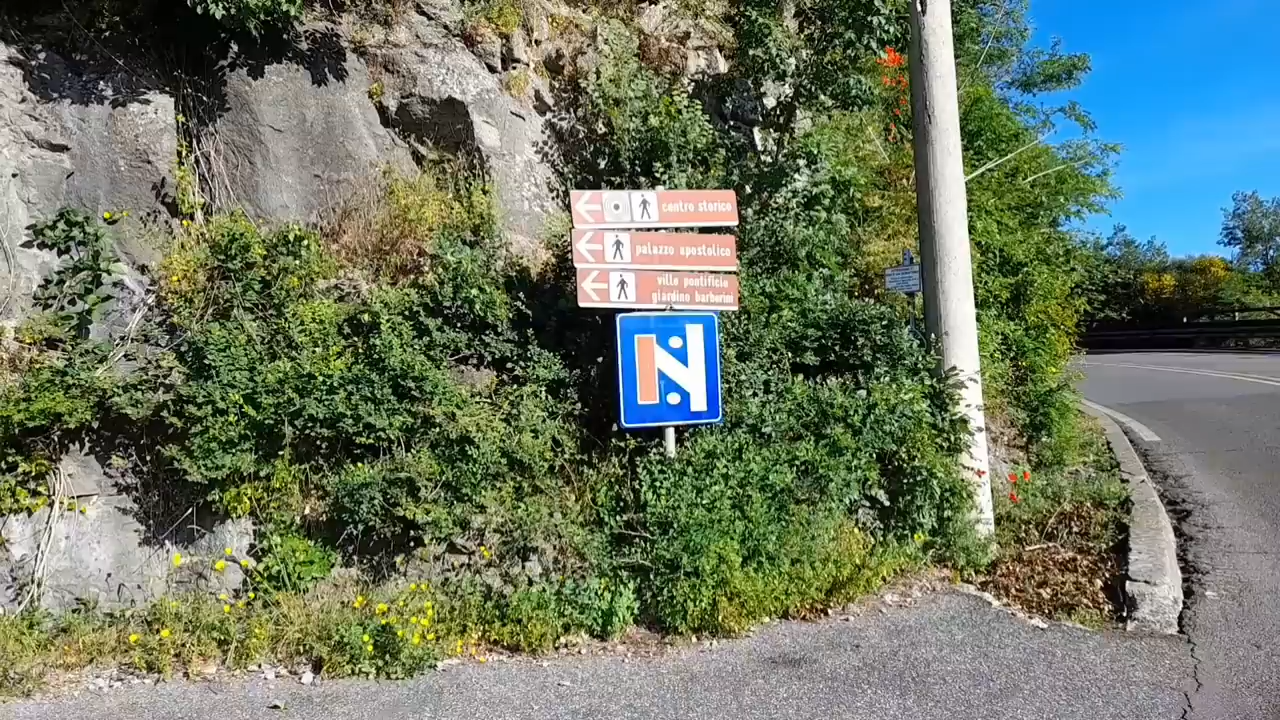 centro storico
palazzo apostolico
ville pontificie
giardino barberini